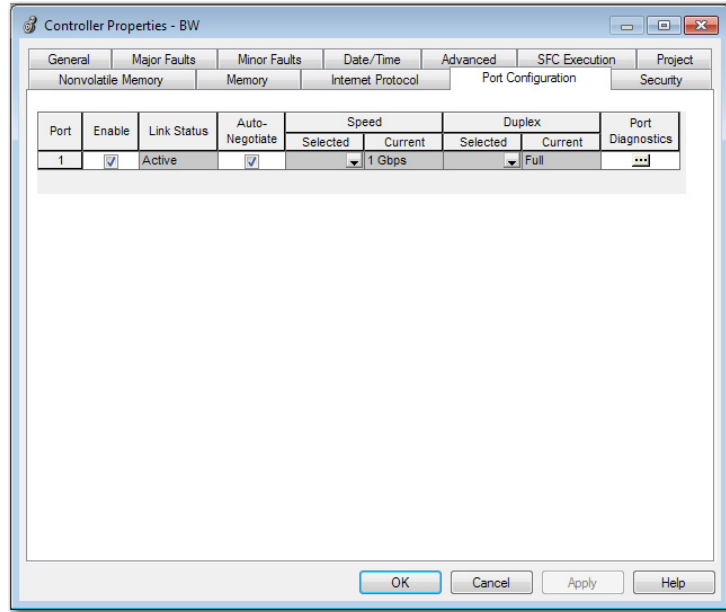 Controller Properties - BW
General Major Faults Minor Faults Date/Time Advanced SFC Execution Project
Nonvolatile Memory Memory Internet Protocol Port Configuration Security
Port Enable Link Status Auto-Negotiate Speed Duplex Port Diagnostics
Selected Current Selected Current
1 Active 1 Gbps Full
OK Cancel Apply Help